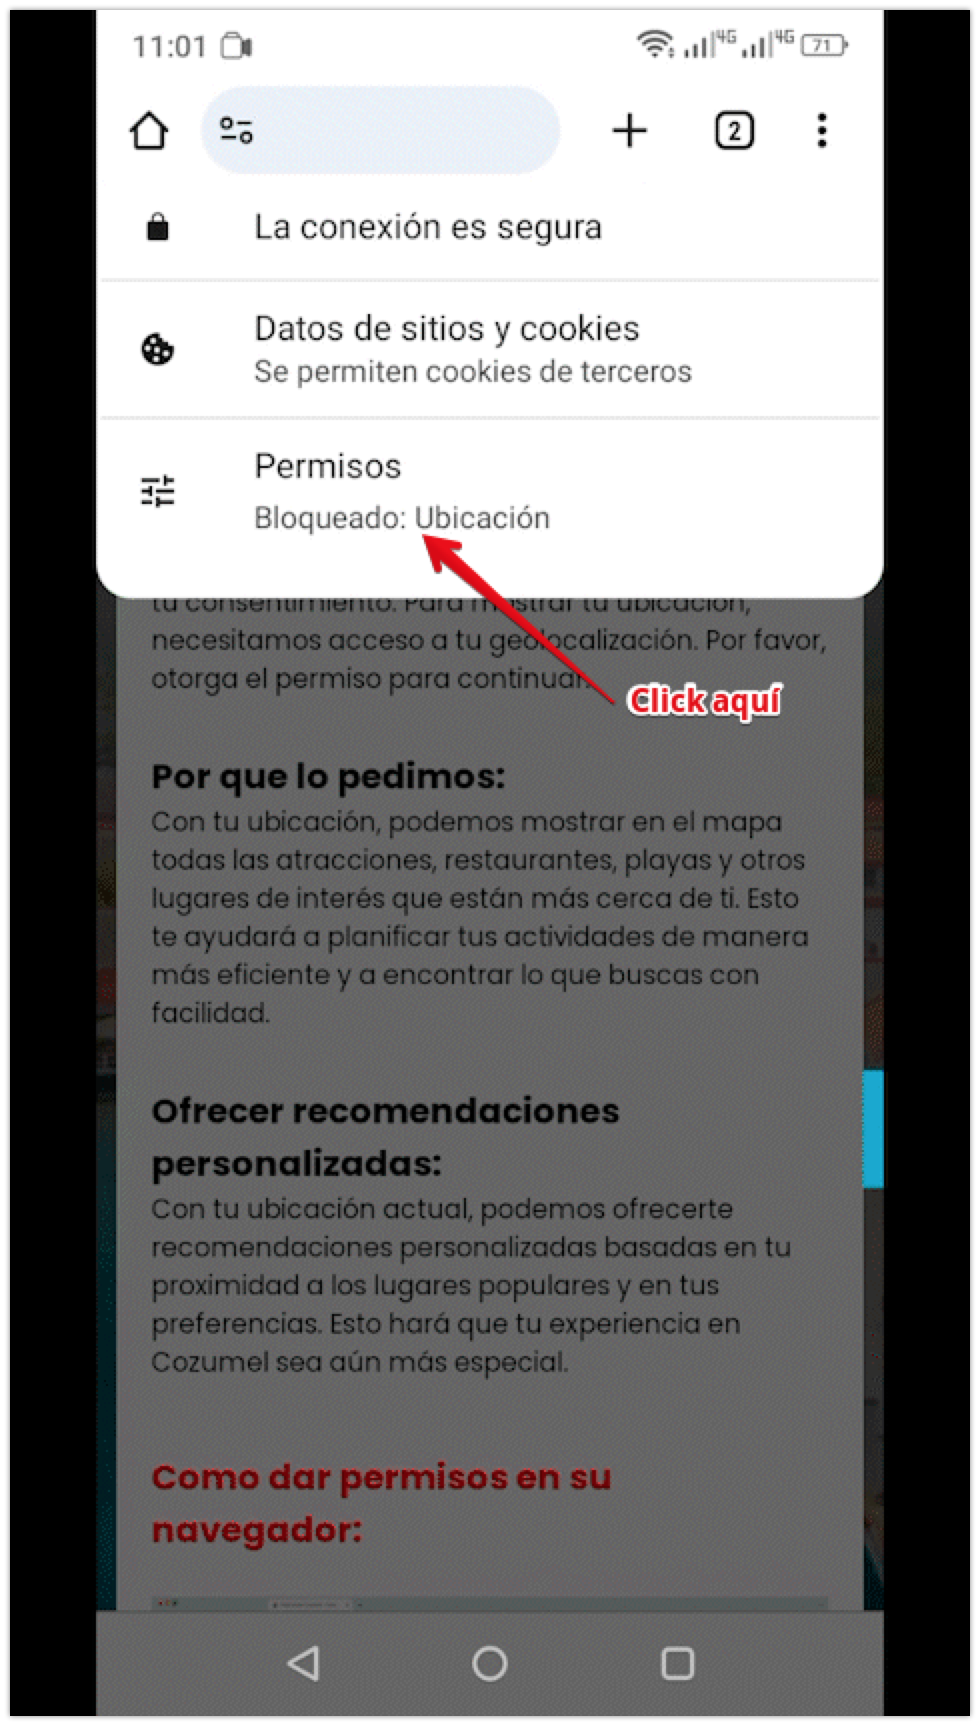 11:01
4G
4G
71
2
La conexión es segura
Datos de sitios y cookies
Se permiten cookies de terceros
Permisos
Bloqueado: Ubicación
tu consentimiento. Para mostrar tu ubicación,
necesitamos acceso a tu geolocalización. Por favor,
otorga el permiso para continuar.
Click aquí
Por que lo pedimos:
Con tu ubicación, podemos mostrar en el mapa
todas las atracciones, restaurantes, playas y otros
lugares de interés que están más cerca de ti. Esto
te ayudará a planificar tus actividades de manera
más eficiente y a encontrar lo que buscas con
facilidad.
Ofrecer recomendaciones
personalizadas:
Con tu ubicación actual, podemos ofrecerte
recomendaciones personalizadas basadas en tu
proximidad a los lugares populares y en tus
preferencias. Esto hará que tu experiencia en
Cozumel sea aún más especial.
Como dar permisos en su
navegador: